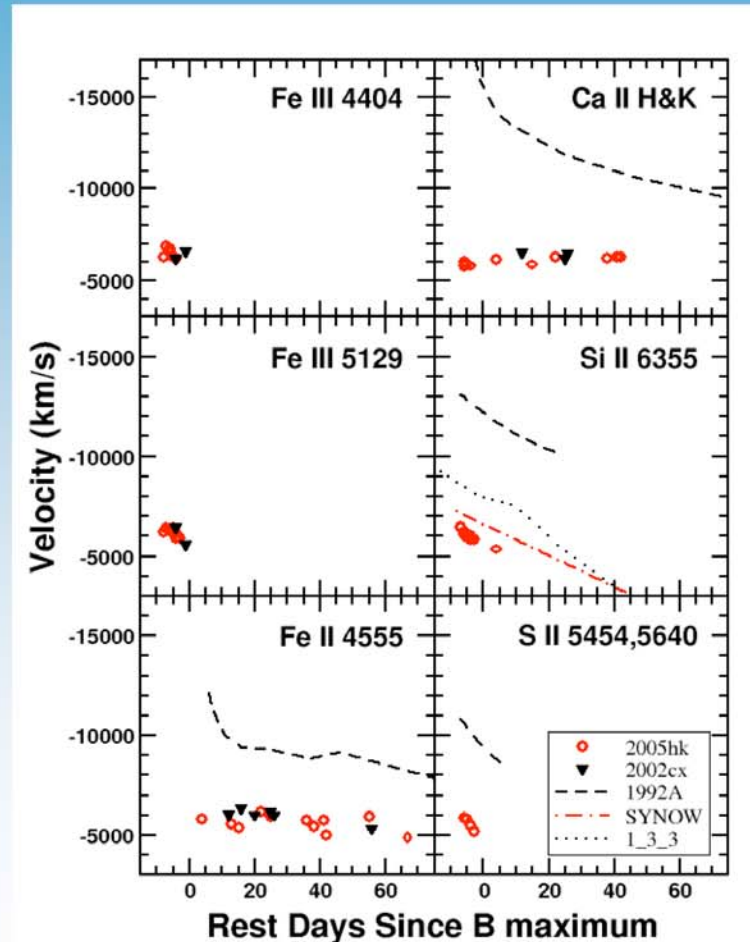 Fe III 4404
Ca II H&K
-15000
-10000
-5000
Fe III 5129
Si II 6355
-15000
-10000
-5000
Velocity (km/s)
Fe II 4555
S II 5454,5640
-15000
-10000
-5000
2005hk
2002cx
1992A
SYNOW
1_3_3
0 20 40 60
0 20 40 60
Rest Days Since B maximum